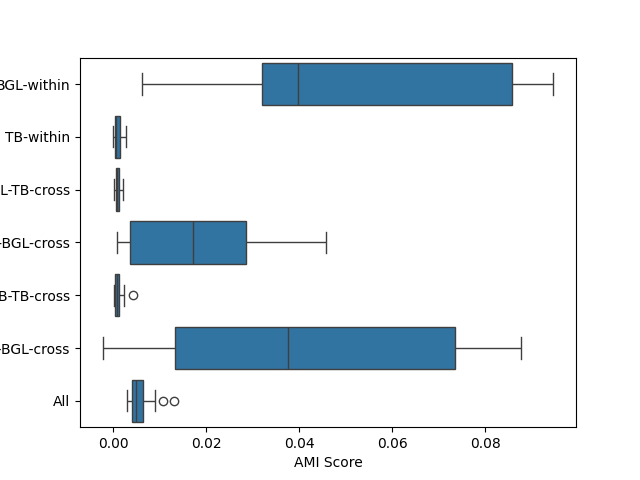 BGL-within
TB-within
L-TB-cross
-BGL-cross
B-TB-cross
-BGL-cross
All
0.00 0.02 0.04 0.06 0.08
AMI Score